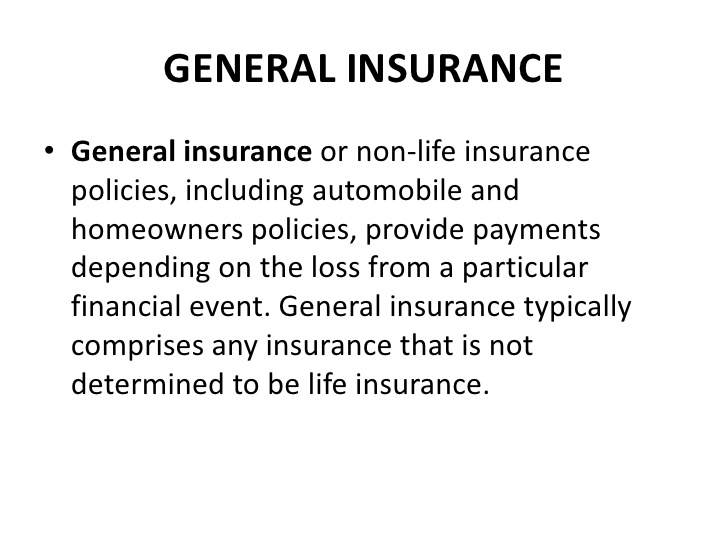 GENERAL INSURANCE
• General insurance or non-life insurance
policies, including automobile and
homeowners policies, provide payments
depending on the loss from a particular
financial event. General insurance typically
comprises any insurance that is not
determined to be life insurance.